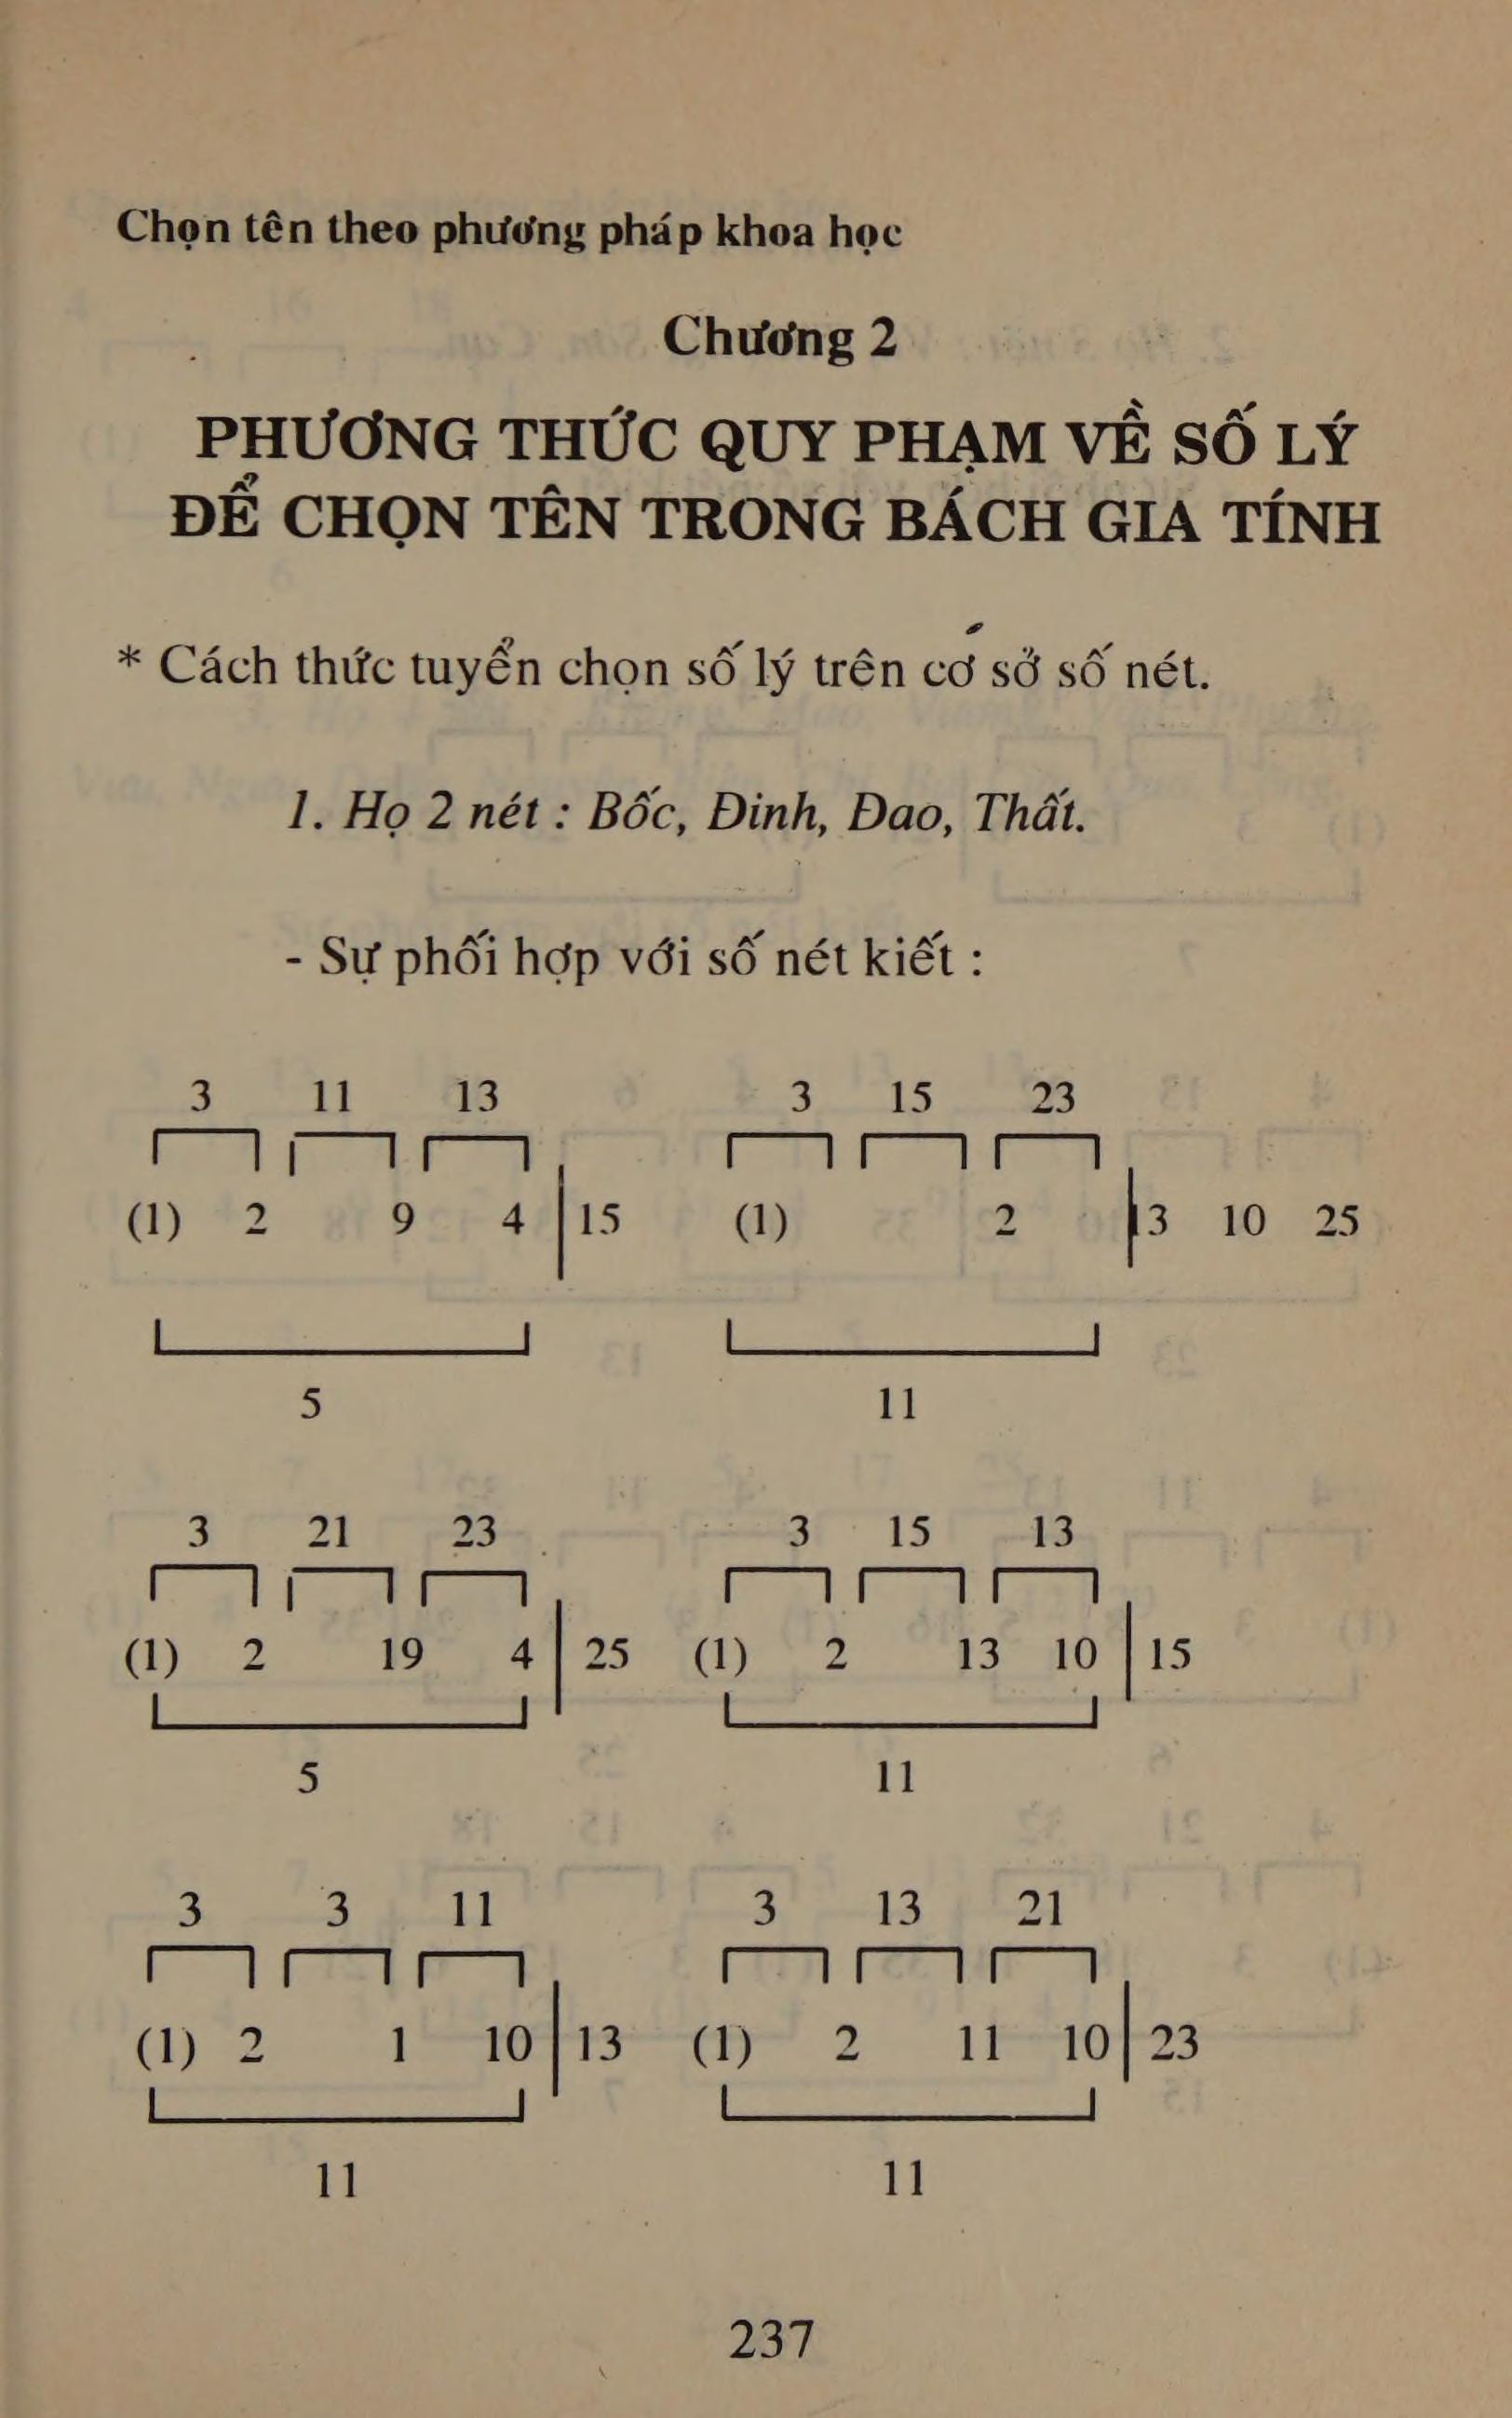 Chọn tên theo phương pháp khoa học
Chương 2
PHƯƠNG THỨC QUY PHẠM VỀ SỐ LÝ
ĐỂ CHỌN TÊN TRONG BÁCH GIA TÍNH
* Cách thức tuyển chọn số lý trên cơ sở số nét.
1. Họ 2 nét : Bốc, Đinh, Đao, Thất.
- Sự phối hợp với số nét kiết :
3 11 13 3 15 23
(1) 2 9 4 15 (1) 2 13 10 25
5 11
3 21 23 3 15 13
(1) 2 19 4 25 (1) 2 13 10 15
5 11
3 3 11 3 13 21
(1) 2 1 10 13 (1) 2 11 10 23
11 11
237